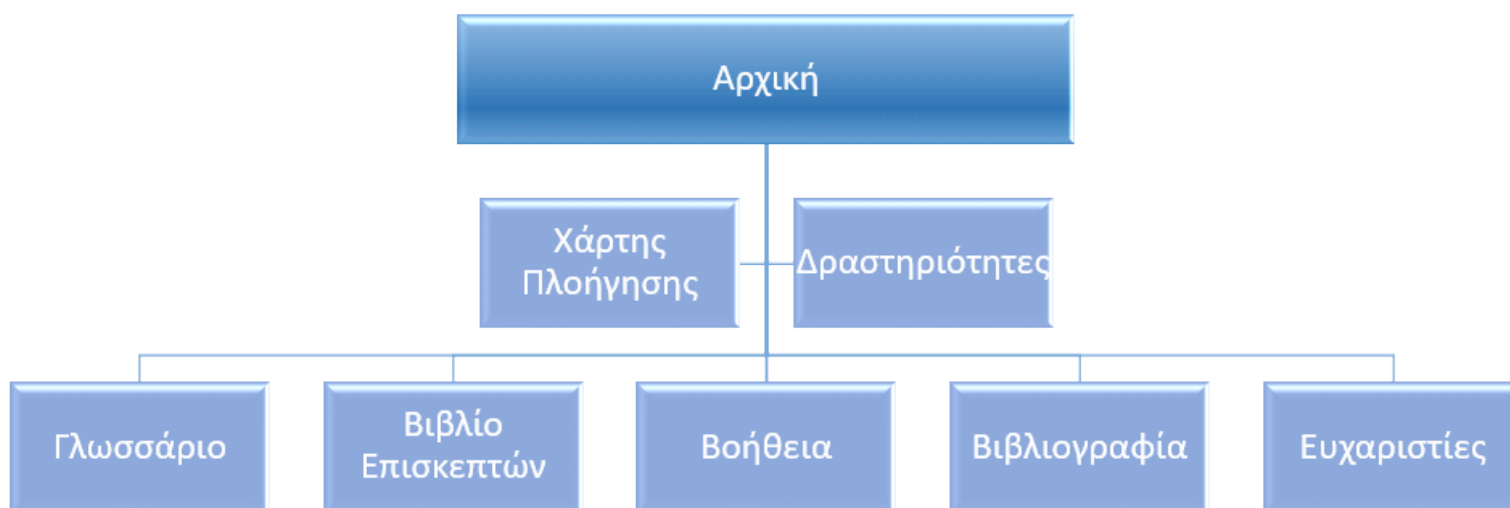 Αρχική
Χάρτης
Πλοήγησης
Δραστηριότητες
Γλωσσάριο
Βιβλίο
Επισκεπτών
Βοήθεια
Βιβλιογραφία
Ευχαριστίες